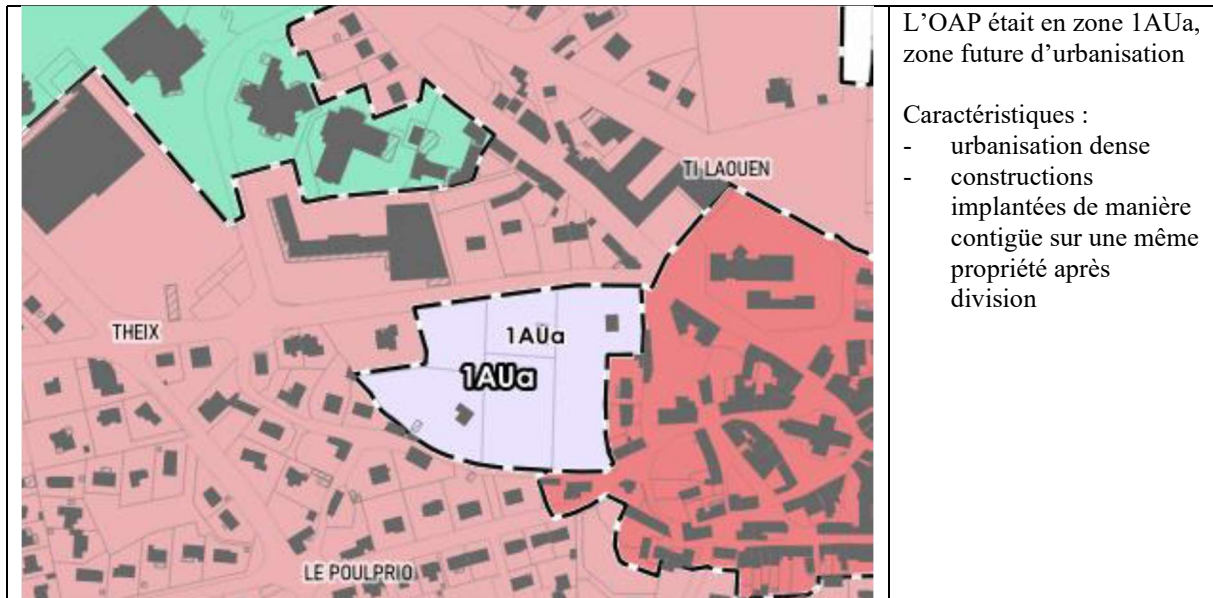 L’OAP était en zone 1AUa,
zone future d’urbanisation
Caractéristiques :
- urbanisation dense
- constructions
implantées de manière
contigüe sur une même
propriété après
division
TI LAOUEN
THEIX
1AUa
1AUa
LE POULPRIO